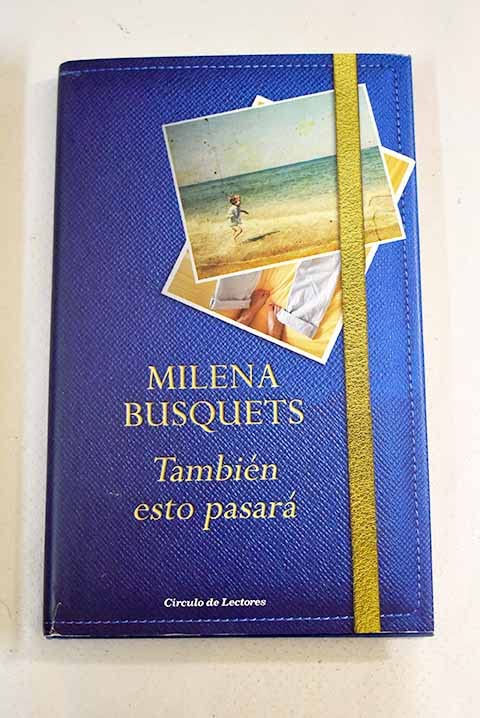 MILENA
BUSQUETS
También
esto pasará
Círculo de Lectores